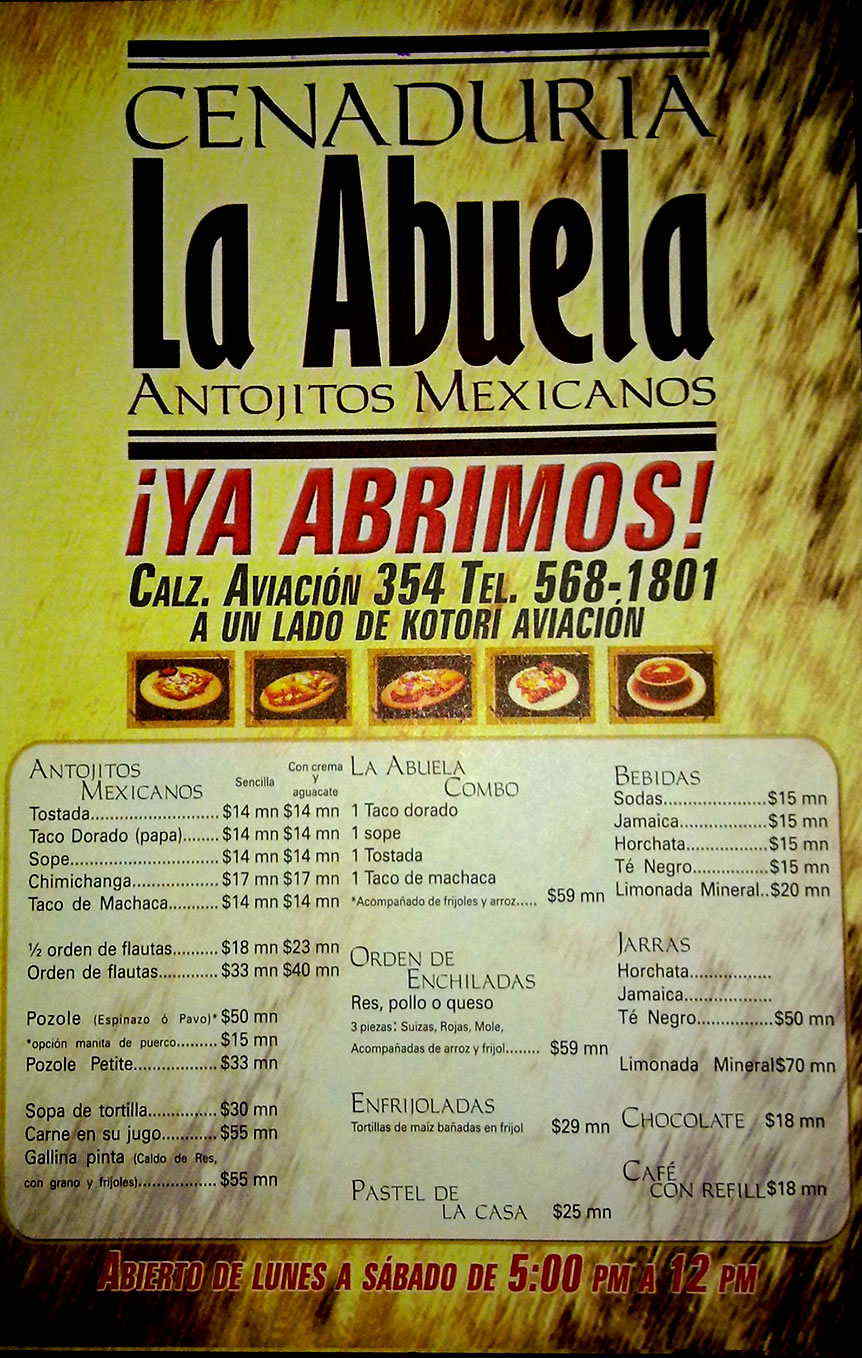 CENADURIA
La Abuela
ANTOJITOS MEXICANOS
¡YA ABRIMOS!
CALZ. AVIACIÓN 354 TEL. 568-1801
A UN LADO DE KOTORI AVIACIÓN
ANTOJITOS MEXICANOS Sencilla Con crema y aguacate
Tostada............................$14 mn $14 mn
Taco Dorado (papa).......$14 mn $14 mn
Sope................................$14 mn $14 mn
Chimichanga...................$17 mn $17 mn
Taco de Machaca..........$14 mn $14 mn
½ orden de flautas..........$18 mn $23 mn
Orden de flautas.............$33 mn $40 mn
Pozole (Espinazo ó Pavo)* $50 mn
*opción manita de puerco.........$15 mn
Pozole Petite..................$33 mn
Sopa de tortilla...............$30 mn
Carne en su jugo............$55 mn
Gallina pinta (Caldo de Res,
con grano y frijoles).................$55 mn
LA ABUELA
COMBO
1 Taco dorado
1 sope
1 Tostada
1 Taco de machaca
*Acompañado de frijoles y arroz..... $59 mn
ORDEN DE
ENCHILADAS
Res, pollo o queso
3 piezas: Suizas, Rojas, Mole,
Acompañadas de arroz y frijol........ $59 mn
ENFRIJOLADAS
Tortillas de maíz bañadas en frijol $29 mn
PASTEL DE
LA CASA $25 mn
BEBIDAS
Sodas.......................$15 mn
Jamaica...................$15 mn
Horchata..................$15 mn
Té Negro.................$15 mn
Limonada Mineral..$20 mn
JARRAS
Horchata..................
Jamaica...................
Té Negro.................$50 mn
Limonada Mineral$70 mn
CHOCOLATE $18 mn
CAFÉ
CON REFILL $18 mn
ABIERTO DE LUNES A SÁBADO DE 5:00 PM A 12 PM